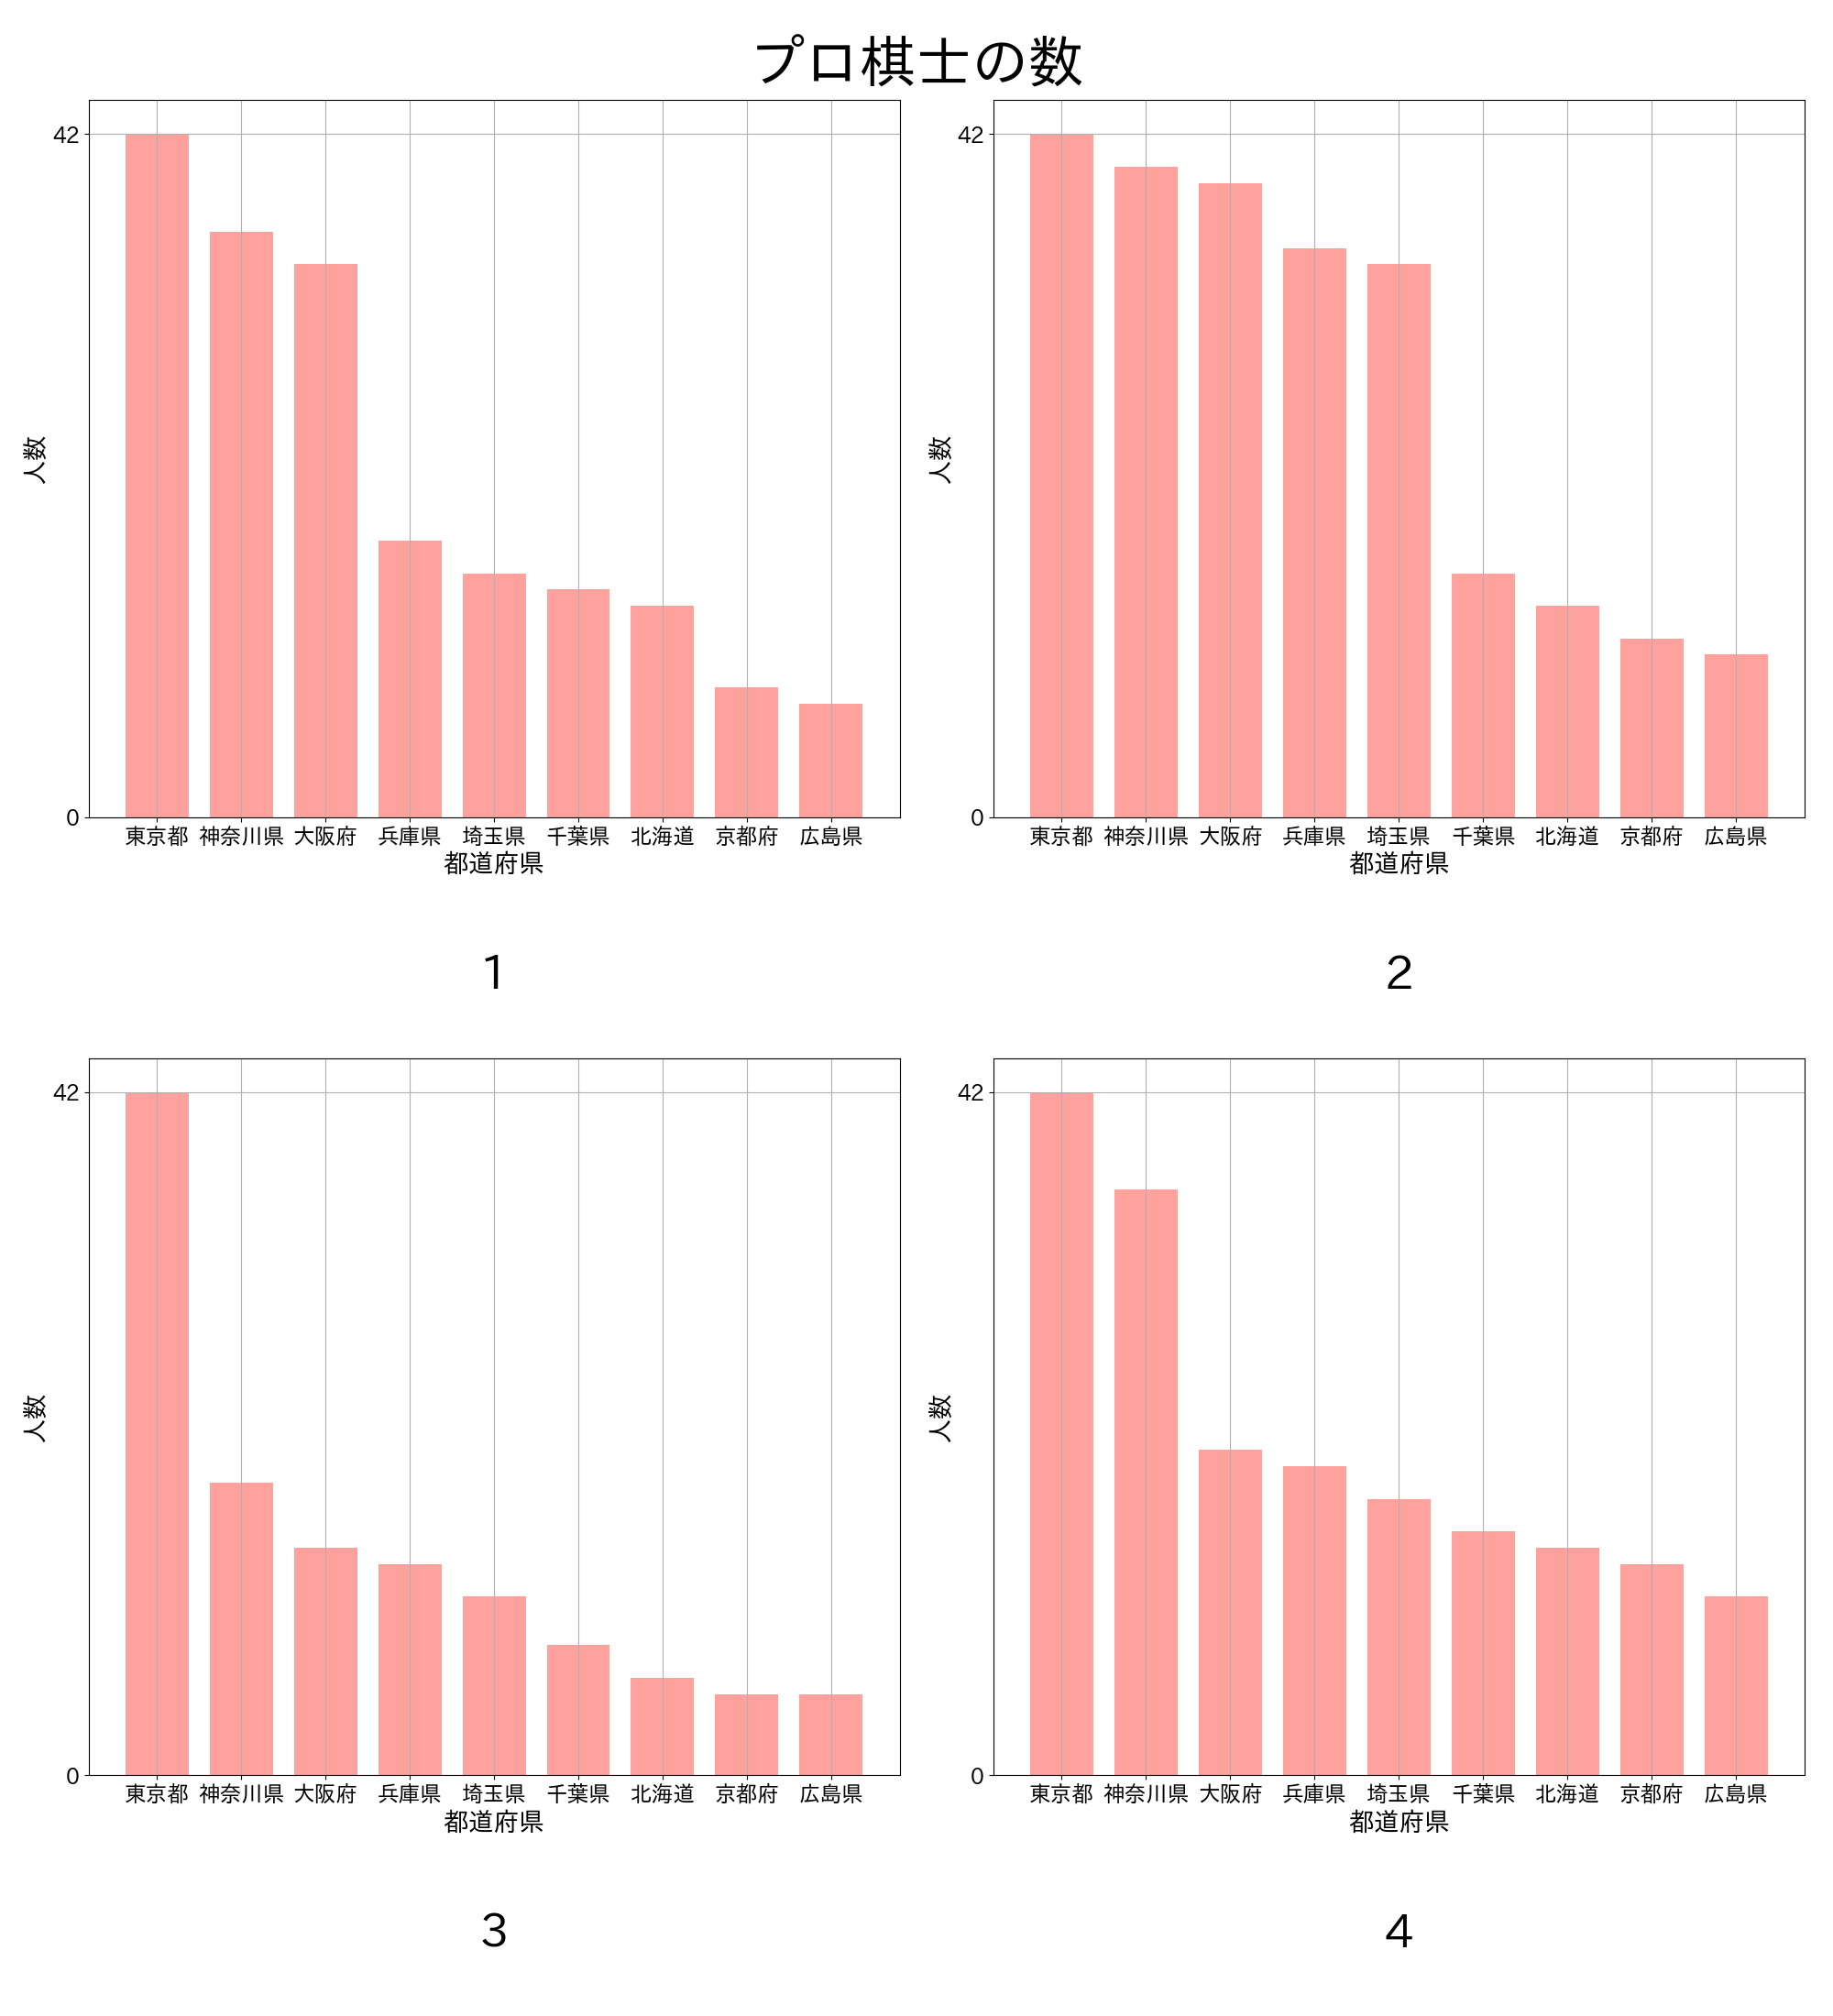 プロ棋士の数
42
0
人数
東京都 神奈川県 大阪府 兵庫県 埼玉県 千葉県 北海道 京都府 広島県
都道府県
1
42
0
人数
東京都 神奈川県 大阪府 兵庫県 埼玉県 千葉県 北海道 京都府 広島県
都道府県
2
42
0
人数
東京都 神奈川県 大阪府 兵庫県 埼玉県 千葉県 北海道 京都府 広島県
都道府県
3
42
0
人数
東京都 神奈川県 大阪府 兵庫県 埼玉県 千葉県 北海道 京都府 広島県
都道府県
4